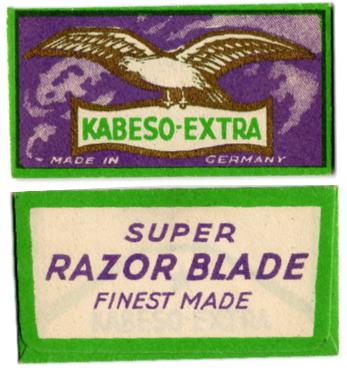 KABESO-EXTRA
MADE IN GERMANY
SUPER
RAZOR BLADE
FINEST MADE